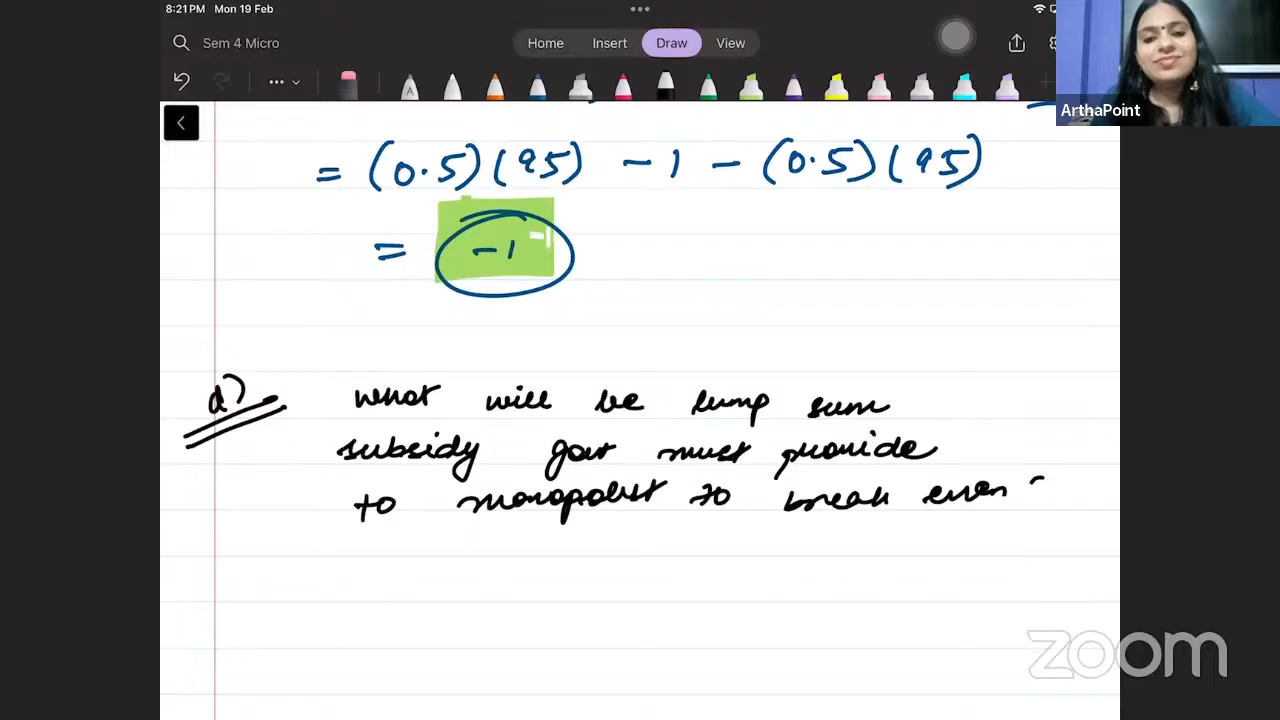 8:21 PM Mon 19 Feb
Sem 4 Micro
Home Insert Draw View
ArthaPoint
= (0.5)(95) - 1 - (0.5)(95)
= -1
d) what will be lump sum
subsidy govt must provide
to monopolist to break even ?
zoom